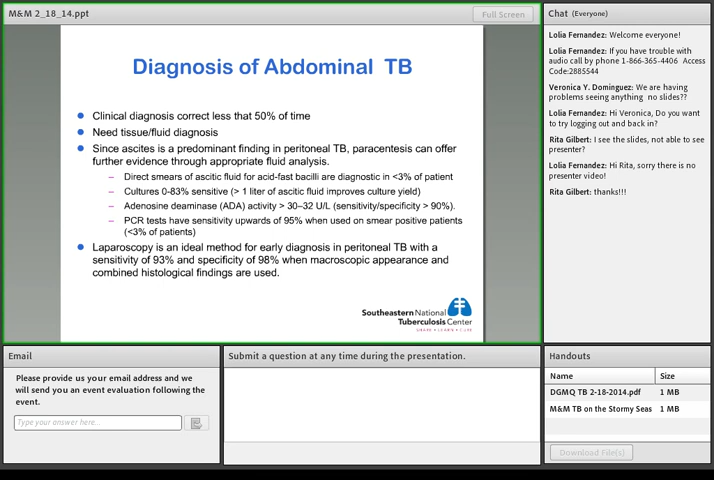 M&M 2_18_14.ppt
Full Screen
Diagnosis of Abdominal TB
Clinical diagnosis correct less that 50% of time
Need tissue/fluid diagnosis
Since ascites is a predominant finding in peritoneal TB, paracentesis can offer
further evidence through appropriate fluid analysis.
– Direct smears of ascitic fluid for acid-fast bacilli are diagnostic in <3% of patient
– Cultures 0-83% sensitive (> 1 liter of ascitic fluid improves culture yield)
– Adenosine deaminase (ADA) activity > 30–32 U/L (sensitivity/specificity > 90%).
– PCR tests have sensitivity upwards of 95% when used on smear positive patients
(<3% of patients)
Laparoscopy is an ideal method for early diagnosis in peritoneal TB with a
sensitivity of 93% and specificity of 98% when macroscopic appearance and
combined histological findings are used.
Southeastern National
Tuberculosis Center
Chat (Everyone)
Lolia Fernandez: Welcome everyone!
Lolia Fernandez: If you have trouble with
audio call by phone 1-866-365-4406 Access
Code:2885544
Veronica Y. Dominguez: We are having
problems seeing anything no slides??
Lolia Fernandez: Hi Veronica, Do you want
to try logging out and back in?
Rita Gilbert: I see the slides, not able to see
presenter?
Lolia Fernandez: Hi Rita, sorry there is no
presenter video!
Rita Gilbert: thanks!!!
Email
Please provide us your email address and we
will send you an event evaluation following the
event.
Type your answer here...
Submit a question at any time during the presentation.
Handouts
Name Size
DGMQ TB 2-18-2014.pdf 1 MB
M&M TB on the Stormy Seas 1 MB
Download File(s)